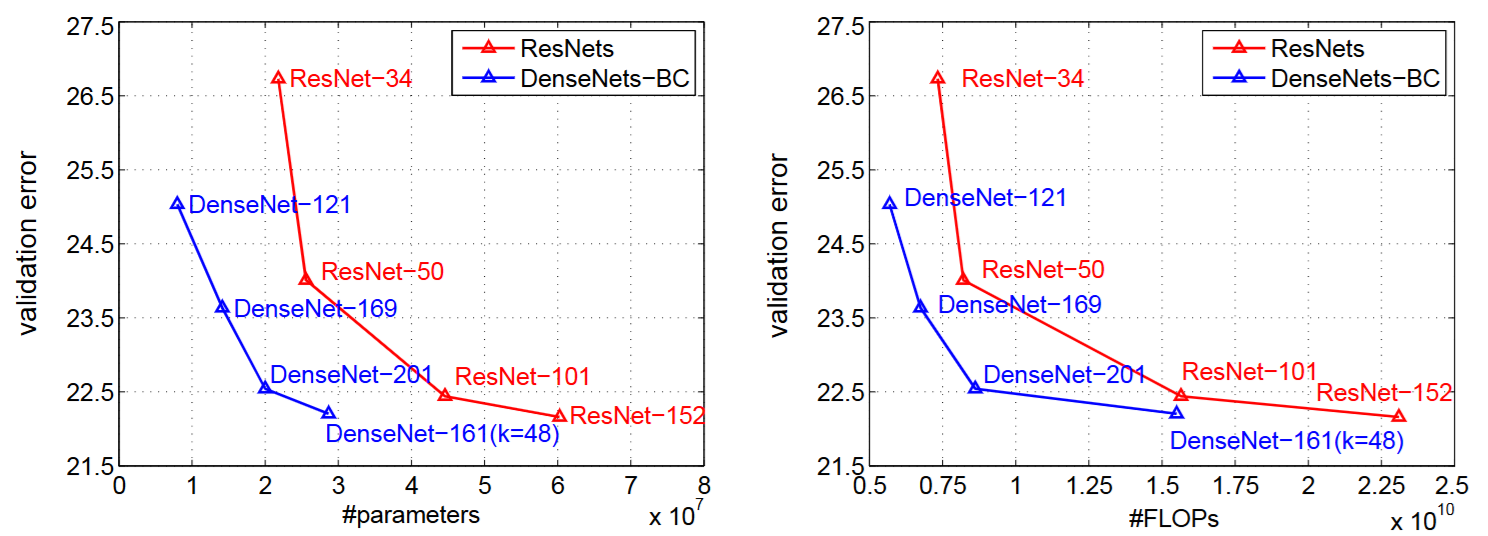 27.5
26.5
25.5
24.5
23.5
22.5
21.5
validation error
ResNets
DenseNets−BC
ResNet−34
DenseNet−121
ResNet−50
DenseNet−169
DenseNet−201
ResNet−101
ResNet−152
DenseNet−161(k=48)
0 1 2 3 4 5 6 7 8
#parameters
x 10^7
27.5
26.5
25.5
24.5
23.5
22.5
21.5
validation error
ResNets
DenseNets−BC
ResNet−34
DenseNet−121
ResNet−50
DenseNet−169
DenseNet−201
ResNet−101
ResNet−152
DenseNet−161(k=48)
0.5 0.75 1 1.25 1.5 1.75 2 2.25 2.5
#FLOPs
x 10^10